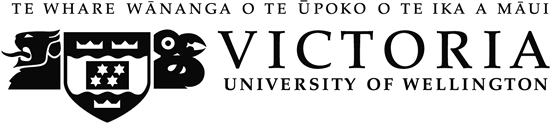 TE WHARE WĀNANGA O TE ŪPOKO O TE IKA A MĀUI
VICTORIA
UNIVERSITY OF WELLINGTON